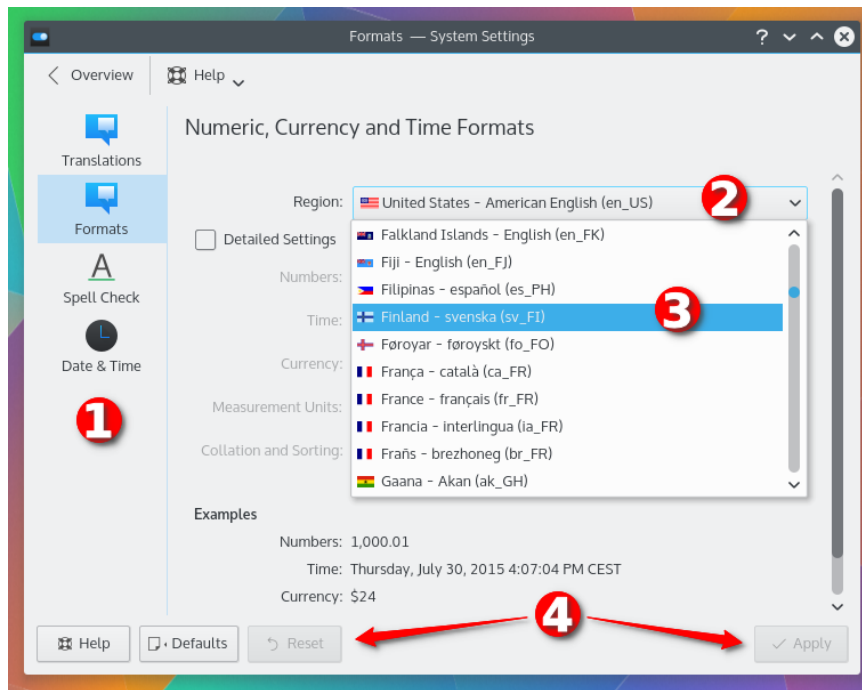 Formats — System Settings
Overview
Help
Translations
Formats
Spell Check
Date & Time
1
Numeric, Currency and Time Formats
Region: United States - American English (en_US)
2
Detailed Settings
Numbers:
Time:
Currency:
Measurement Units:
Collation and Sorting:
Falkland Islands - English (en_FK)
Fiji - English (en_FJ)
Filipinas - español (es_PH)
Finland - svenska (sv_FI)
3
Føroyar - føroyskt (fo_FO)
França - català (ca_FR)
France - français (fr_FR)
Francia - interlingua (ia_FR)
Frañs - brezhoneg (br_FR)
Gaana - Akan (ak_GH)
Examples
Numbers: 1,000.01
Time: Thursday, July 30, 2015 4:07:04 PM CEST
Currency: $24
4
Help
Defaults
Reset
Apply